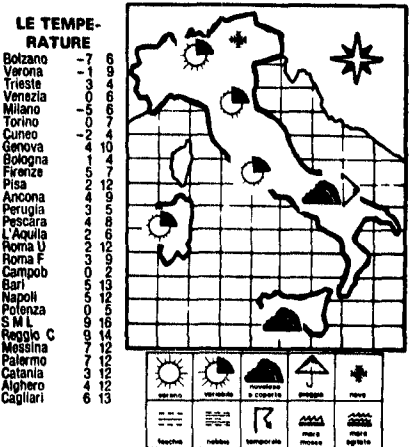 LE TEMPE-
RATURE
Bolzano -7 6
Verona -1 9
Trieste 3 4
Venezia 0 6
Milano -5 6
Torino 0 7
Cuneo -2 4
Genova 4 10
Bologna 1 4
Firenze 5 7
Pisa 2 12
Ancona 4 9
Perugia 3 5
Pescara 4 8
L'Aquila 2 6
Roma U 2 12
Roma F 3 9
Campob 0 2
Bari 5 13
Napoli 5 12
Potenza 0 5
S M L 9 16
Reggio C 9 14
Messina 7 12
Palermo 7 12
Catania 3 12
Alghero 4 12
Cagliari 6 13
sereno variabile nuvoloso o coperto pioggia neve
foschia nebbia temporale mare mosso mare agitato